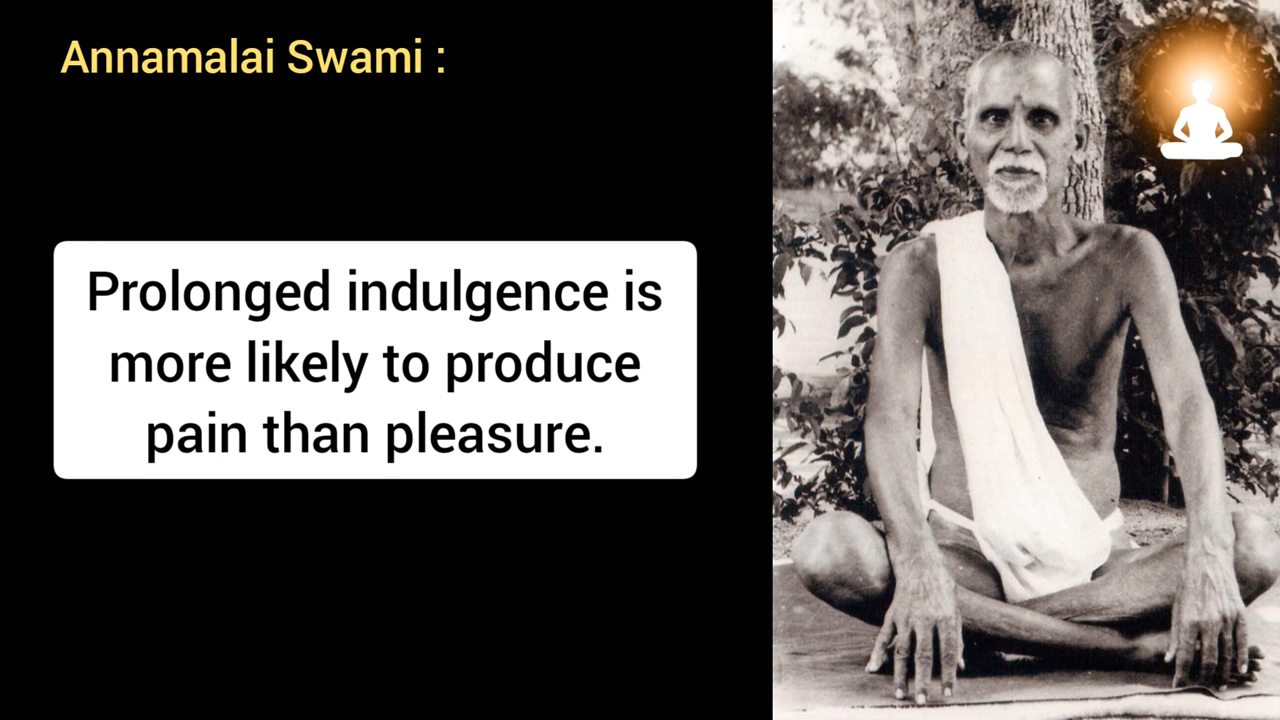 Annamalai Swami :
Prolonged indulgence is
more likely to produce
pain than pleasure.